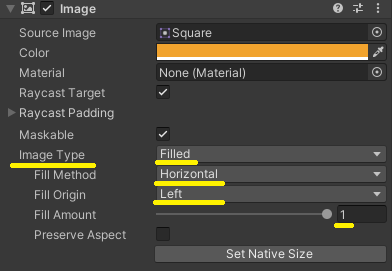 Image
Source Image Square
Color
Material None (Material)
Raycast Target
Raycast Padding
Maskable
Image Type Filled
Fill Method Horizontal
Fill Origin Left
Fill Amount 1
Preserve Aspect
Set Native Size